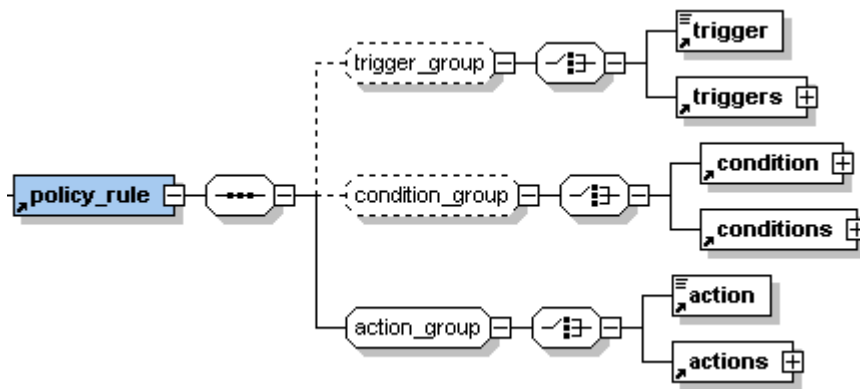 trigger
trigger_group
triggers
condition
policy_rule
condition_group
conditions
action
action_group
actions